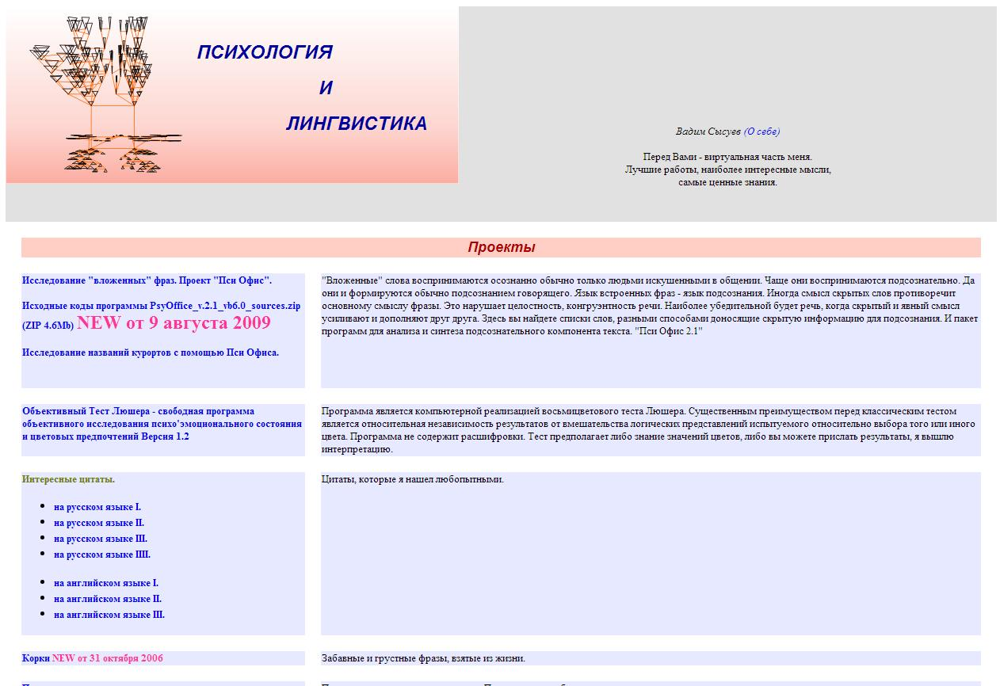 ПСИХОЛОГИЯ
И
ЛИНГВИСТИКА
Вадим Сысуев (О себе)
Перед Вами - виртуальная часть меня.
Лучшие работы, наиболее интересные мысли,
самые ценные знания.
Проекты
Исследование "вложенных" фраз. Проект "Пси Офис".
Исходные коды программы PsyOffice_v.2.1_vb6.0_sources.zip
(ZIP 4.6Mb) NEW от 9 августа 2009
Исследование названий курортов с помощью Пси Офиса.
"Вложенные" слова воспринимаются осознанно обычно только людьми искушенными в общении. Чаще они воспринимаются подсознательно. Да
они и формируются обычно подсознанием говорящего. Язык встроенных фраз - язык подсознания. Иногда смысл скрытых слов противоречит
основному смыслу фразы. Это нарушает целостность, конгруэнтность речи. Наиболее убедительной будет речь, когда скрытый и явный смысл
усиливают и дополняют друг друга. Здесь вы найдете списки слов, разными способами доносящие скрытую информацию для подсознания. И пакет
программ для анализа и синтеза подсознательного компонента текста. "Пси Офис 2.1"
Объективный Тест Люшера - свободная программа
объективного исследования психо'эмоционального состояния
и цветовых предпочтений Версия 1.2
Программа является компьютерной реализацией восьмицветового теста Люшера. Существенным преимуществом перед классическим тестом
является относительная независимость результатов от вмешательства логических представлений испытуемого относительно выбора того или иного
цвета. Программа не содержит расшифровки. Тест предполагает либо знание значений цветов, либо вы можете прислать результаты, я вышлю
интерпретацию.
Интересные цитаты.
на русском языке I.
на русском языке II.
на русском языке III.
на русском языке IIII.
на английском языке I.
на английском языке II.
на английском языке III.
Цитаты, которые я нашел любопытными.
Корки NEW от 31 октября 2006
Забавные и грустные фразы, взятые из жизни.